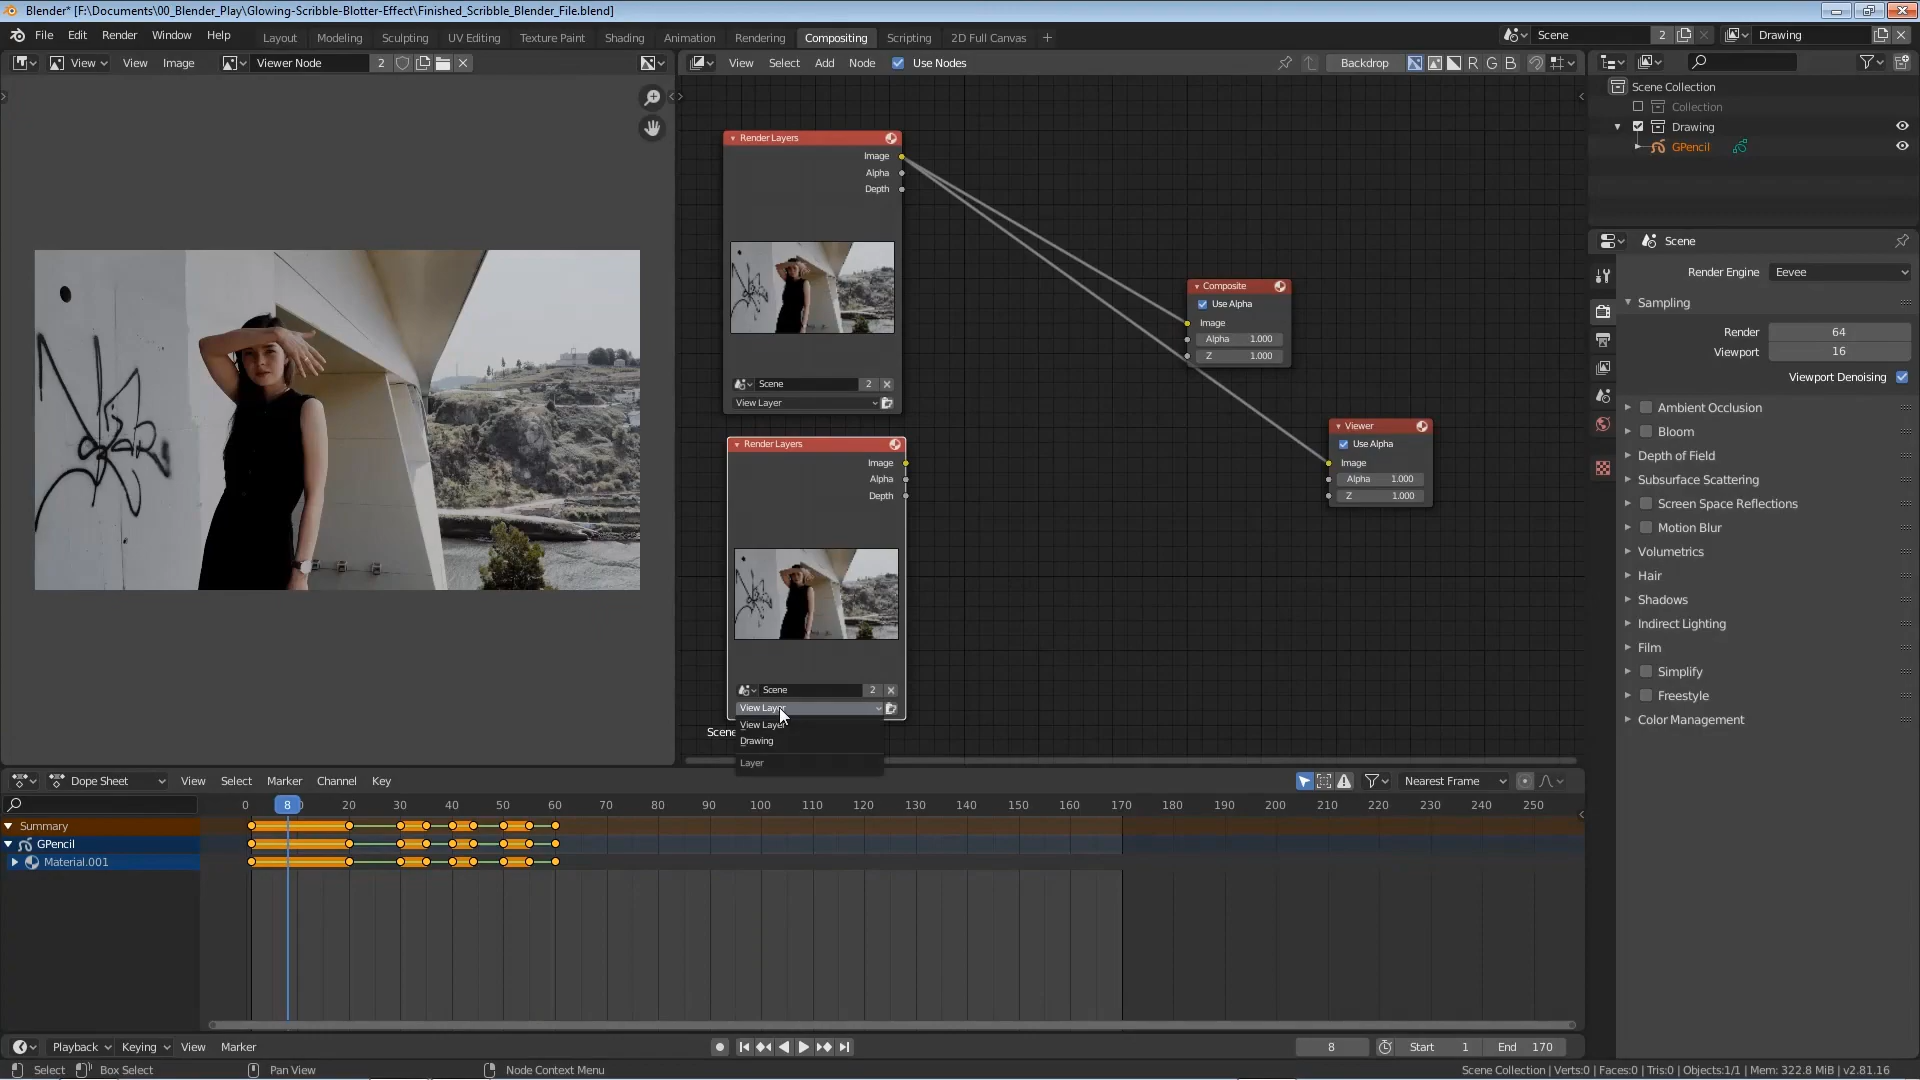 Blender* [F:\Documents\00_Blender_Play\Glowing-Scribble-Blotter-Effect\Finished_Scribble_Blender_File.blend]
File Edit Render Window Help Layout Modeling Sculpting UV Editing Texture Paint Shading Animation Rendering Compositing Scripting 2D Full Canvas + Scene 2 Drawing
View View Image Viewer Node 2 View Select Add Node Use Nodes Backdrop R G B
Scene Collection
Collection
Drawing
GPencil
Render Layers
Image
Alpha
Depth
Scene 2
View Layer
Render Layers
Image
Alpha
Depth
Scene 2
View Layer
View Layer
Drawing
Layer
Scene
Composite
Use Alpha
Image
Alpha 1.000
Z 1.000
Viewer
Use Alpha
Image
Alpha 1.000
Z 1.000
Scene
Render Engine Eevee
Sampling
Render 64
Viewport 16
Viewport Denoising
Ambient Occlusion
Bloom
Depth of Field
Subsurface Scattering
Screen Space Reflections
Motion Blur
Volumetrics
Hair
Shadows
Indirect Lighting
Film
Simplify
Freestyle
Color Management
Dope Sheet View Select Marker Channel Key Nearest Frame
0 8 20 30 40 50 60 70 80 90 100 110 120 130 140 150 160 170 180 190 200 210 220 230 240 250
Summary
GPencil
Material.001
Playback Keying View Marker 8 Start 1 End 170
Select Box Select Pan View Node Context Menu Scene Collection | Verts:0 | Faces:0 | Tris:0 | Objects:1/1 | Mem: 322.8 MiB | v2.81.16